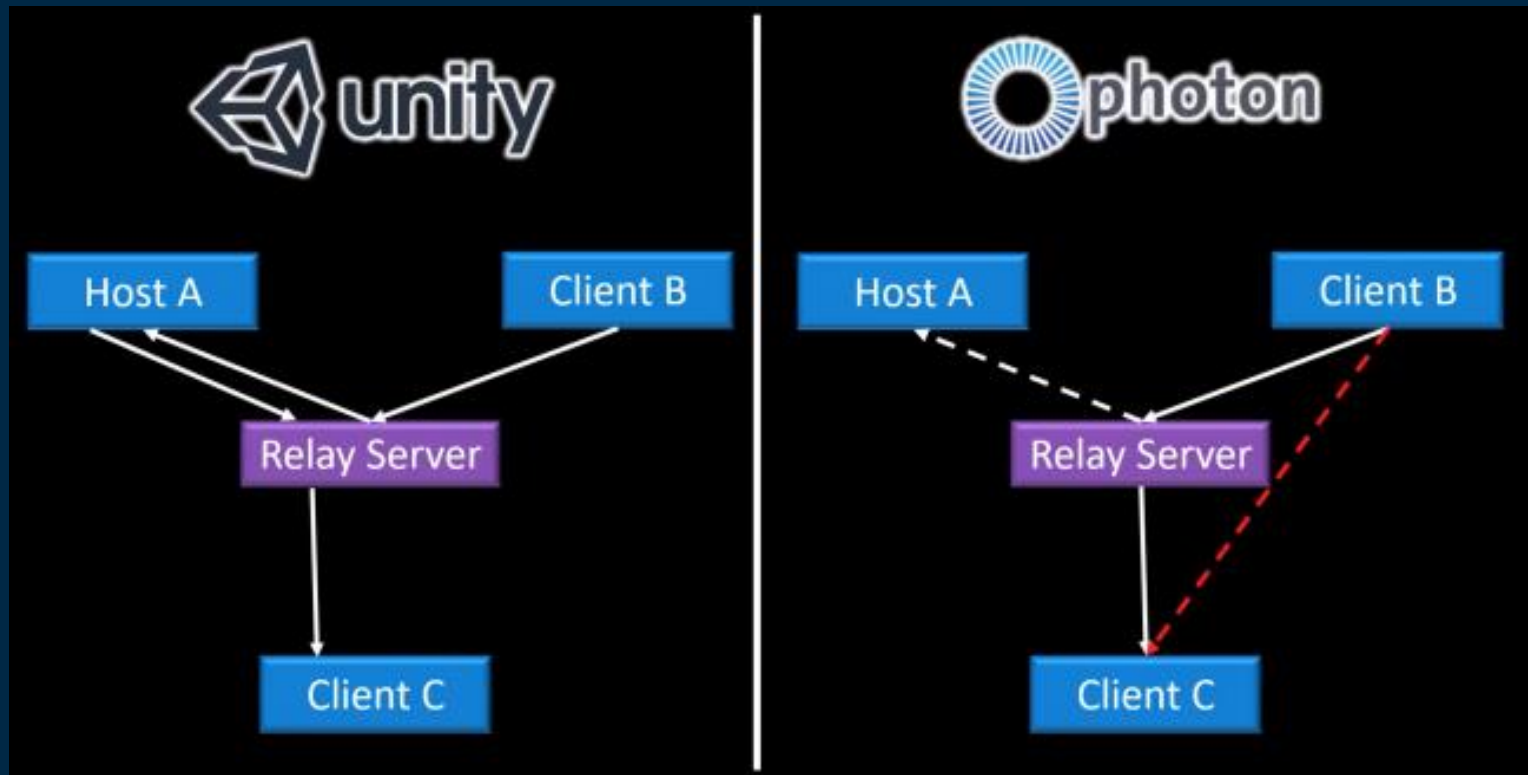 unity
photon
Host A
Client B
Host A
Client B
Relay Server
Relay Server
Client C
Client C